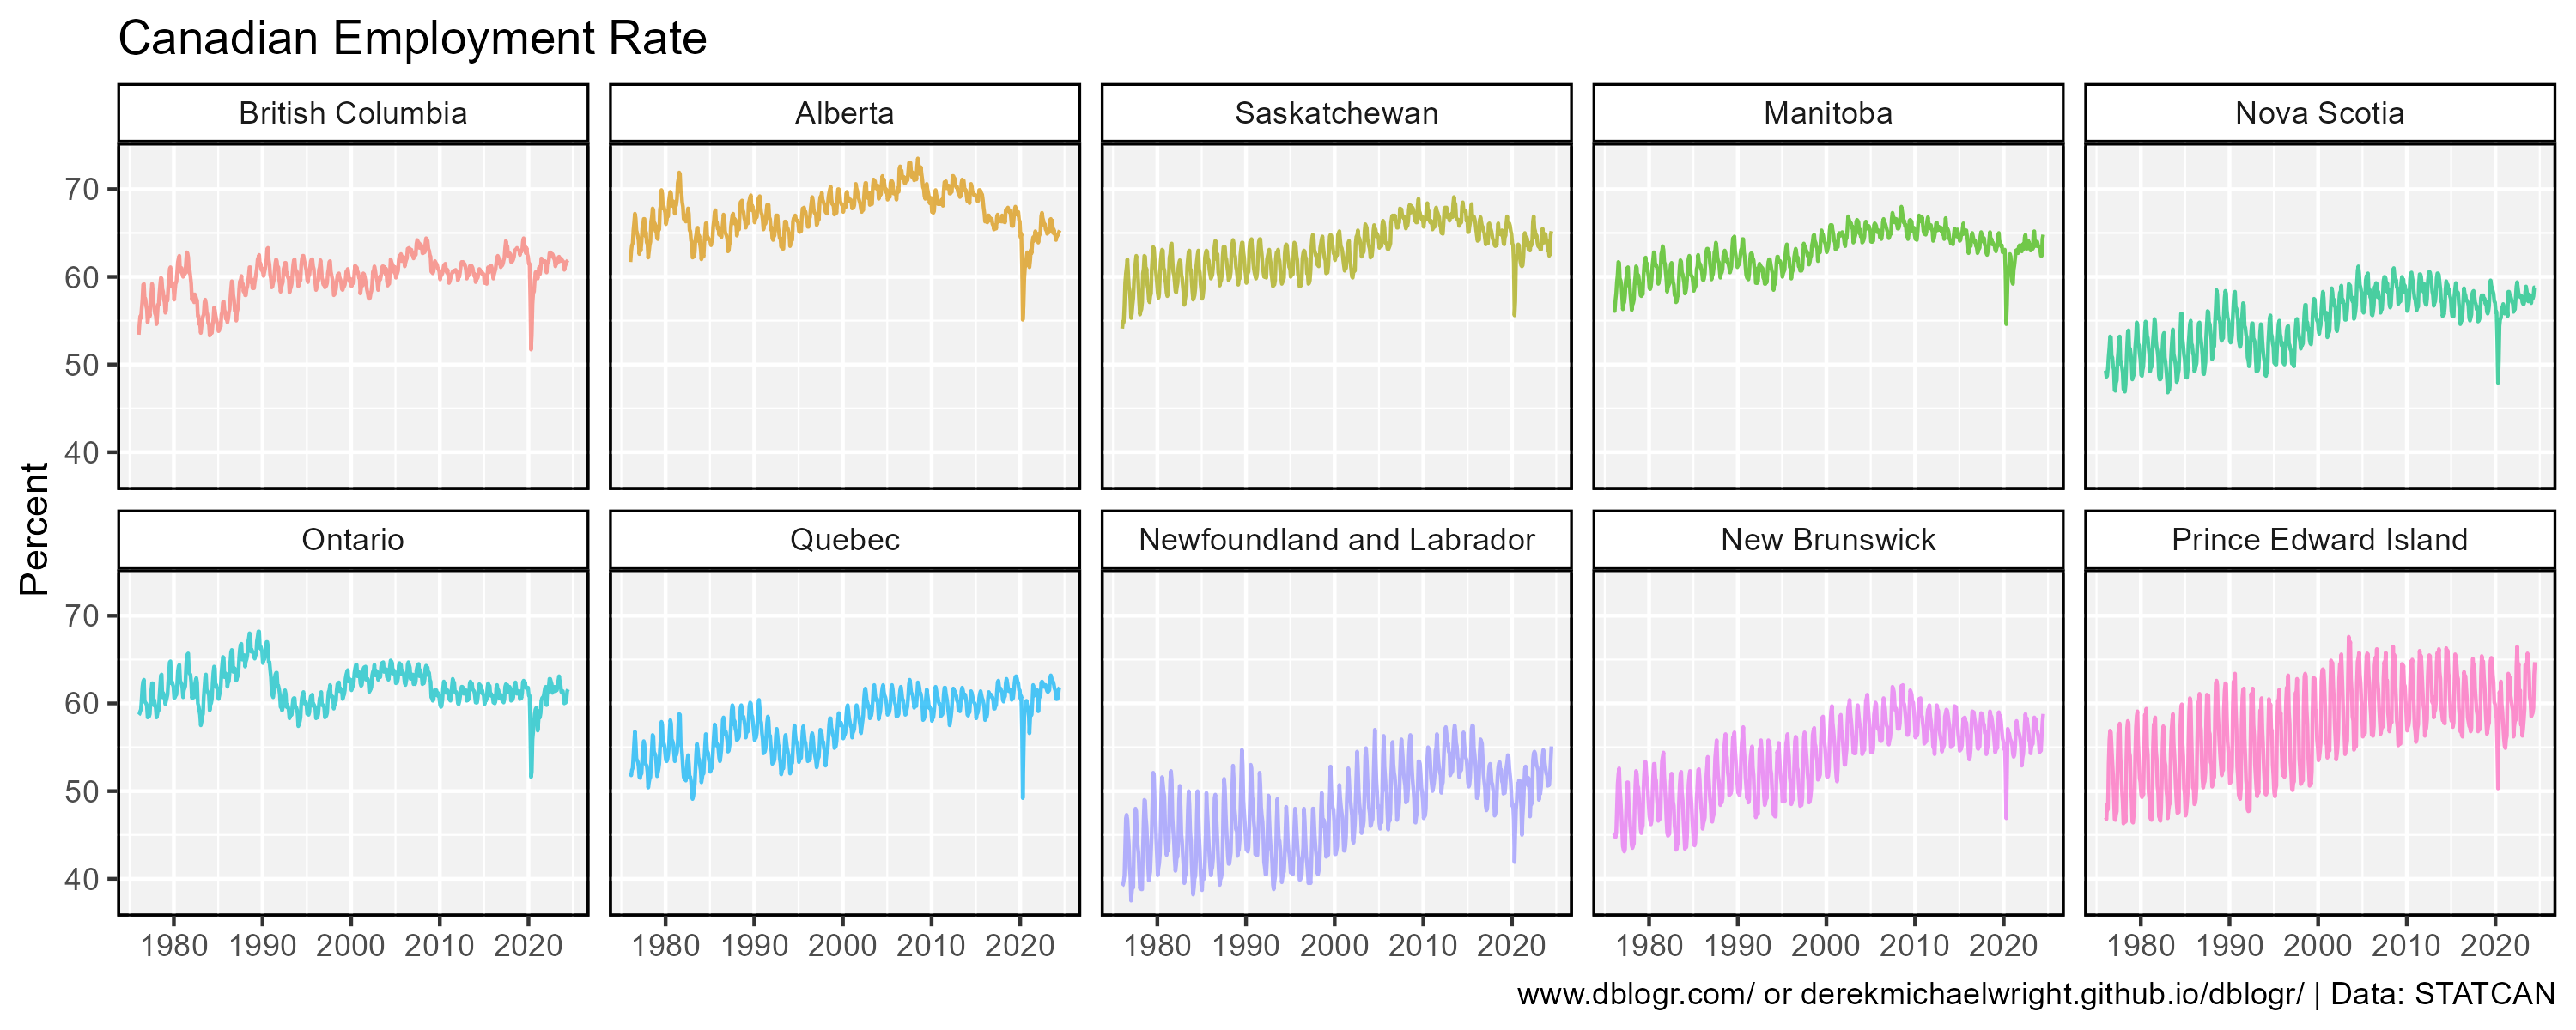 Canadian Employment Rate
British Columbia
Alberta
Saskatchewan
Manitoba
Nova Scotia
70
60
50
40
Percent
Ontario
Quebec
Newfoundland and Labrador
New Brunswick
Prince Edward Island
70
60
50
40
1980 1990 2000 2010 2020
1980 1990 2000 2010 2020
1980 1990 2000 2010 2020
1980 1990 2000 2010 2020
1980 1990 2000 2010 2020
www.dblogr.com/ or derekmichaelwright.github.io/dblogr/ | Data: STATCAN